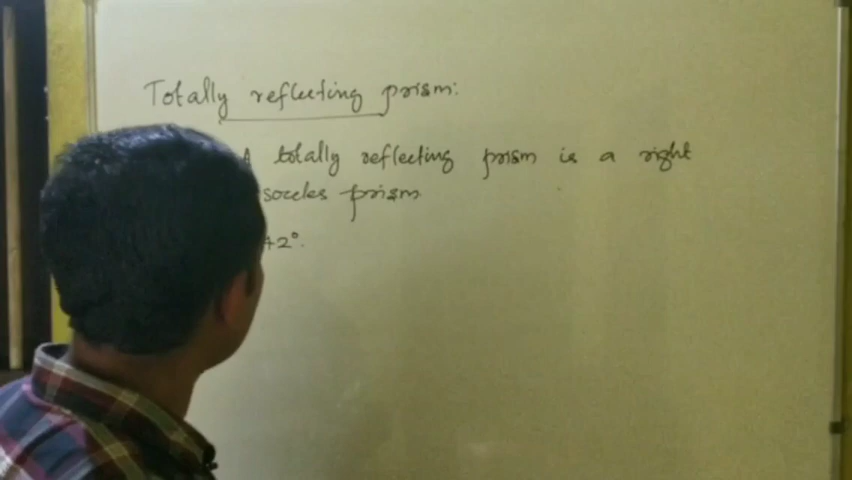 Totally reflecting prism:
A totally reflecting prism is a right
soceles prism
42°.